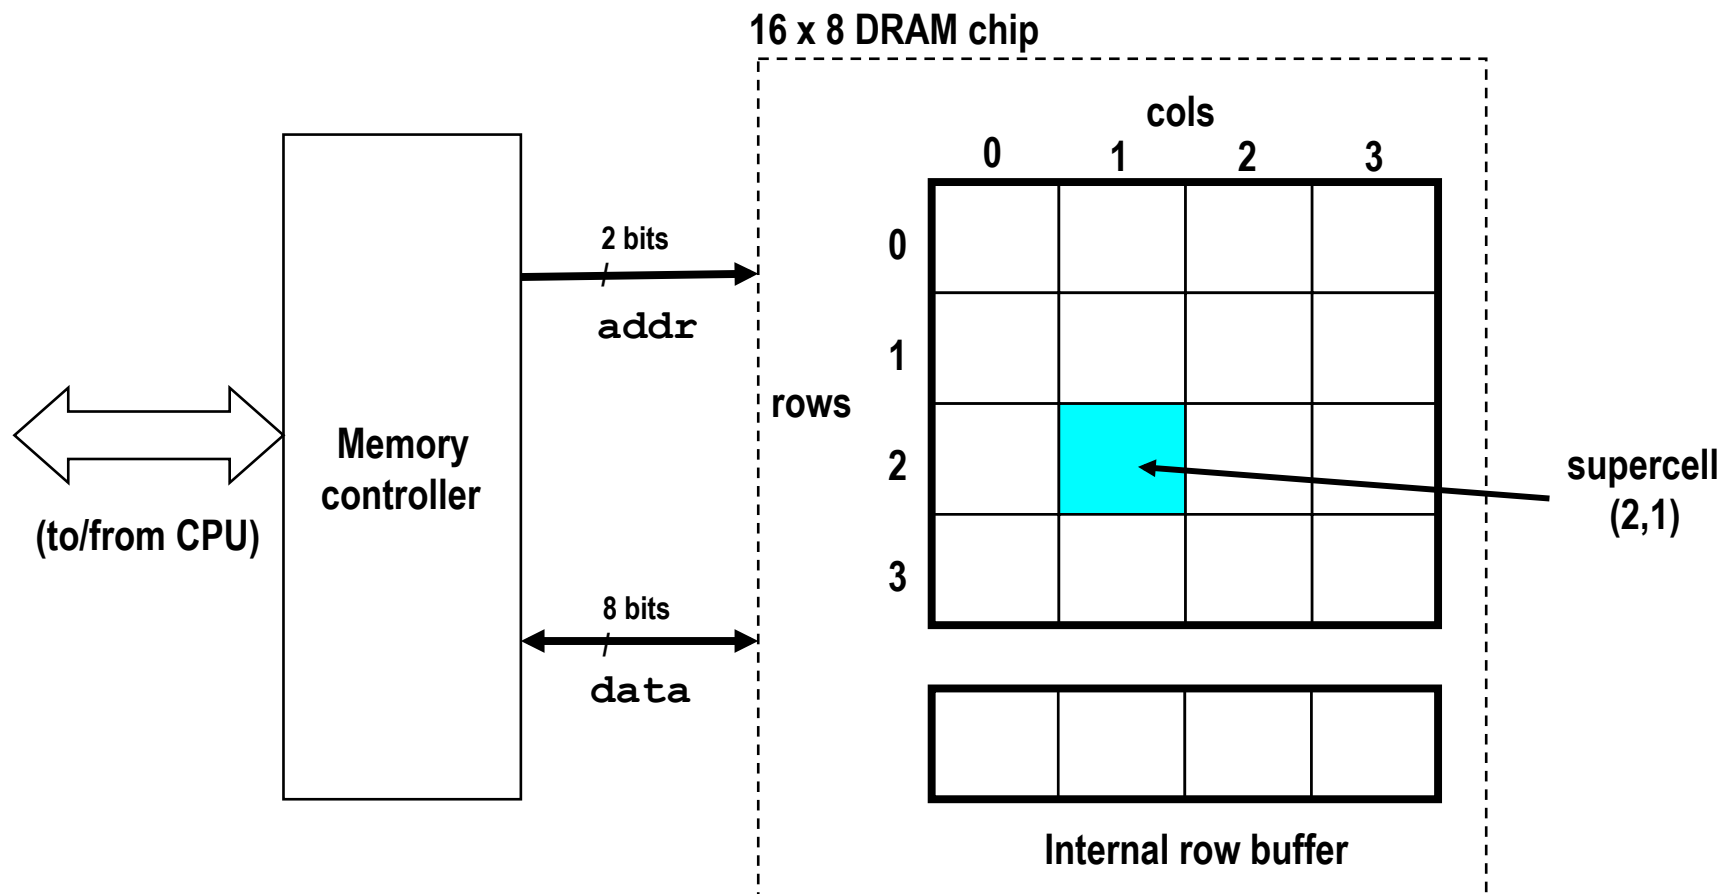 16 x 8 DRAM chip
cols
0 1 2 3
0
1
rows
2
3
2 bits
addr
Memory
controller
(to/from CPU)
8 bits
data
supercell
(2,1)
Internal row buffer